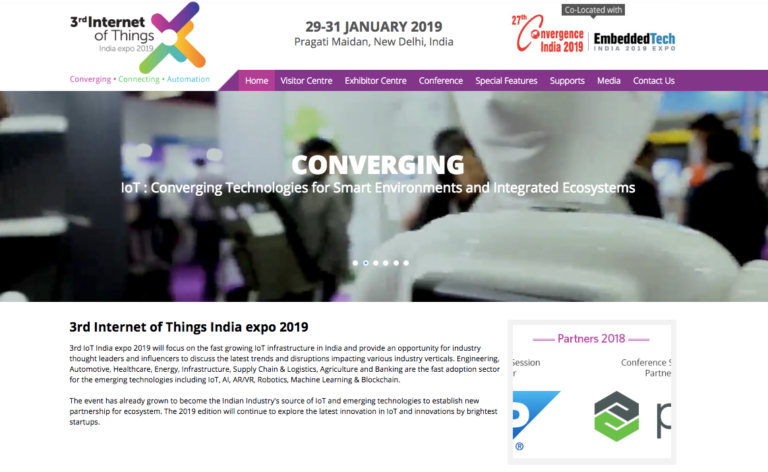 3rd Internet
of Things
India expo 2019
Converging • Connecting • Automation
29-31 JANUARY 2019
Pragati Maidan, New Delhi, India
Co-Located with
27th
Convergence
India 2019
EmbeddedTech
INDIA 2018 EXPO
Home Visitor Centre Exhibitor Centre Conference Special Features Supports Media Contact Us
CONVERGING
IoT : Converging Technologies for Smart Environments and Integrated Ecosystems
3rd Internet of Things India expo 2019
3rd IoT India expo 2019 will focus on the fast growing IoT infrastructure in India and provide an opportunity for industry
thought leaders and influencers to discuss the latest trends and disruptions impacting various industry verticals. Engineering,
Automotive, Healthcare, Energy, Infrastructure, Supply Chain & Logistics, Agriculture and Banking are the fast adoption sector
for the emerging technologies including IoT, AI, AR/VR, Robotics, Machine Learning & Blockchain.
The event has already grown to become the Indian Industry's source of IoT and emerging technologies to establish new
partnership for ecosystem. The 2019 edition will continue to explore the latest innovation in IoT and innovations by brightest
startups.
Partners 2018
Session
r
Conference S
Partne
P
®
p